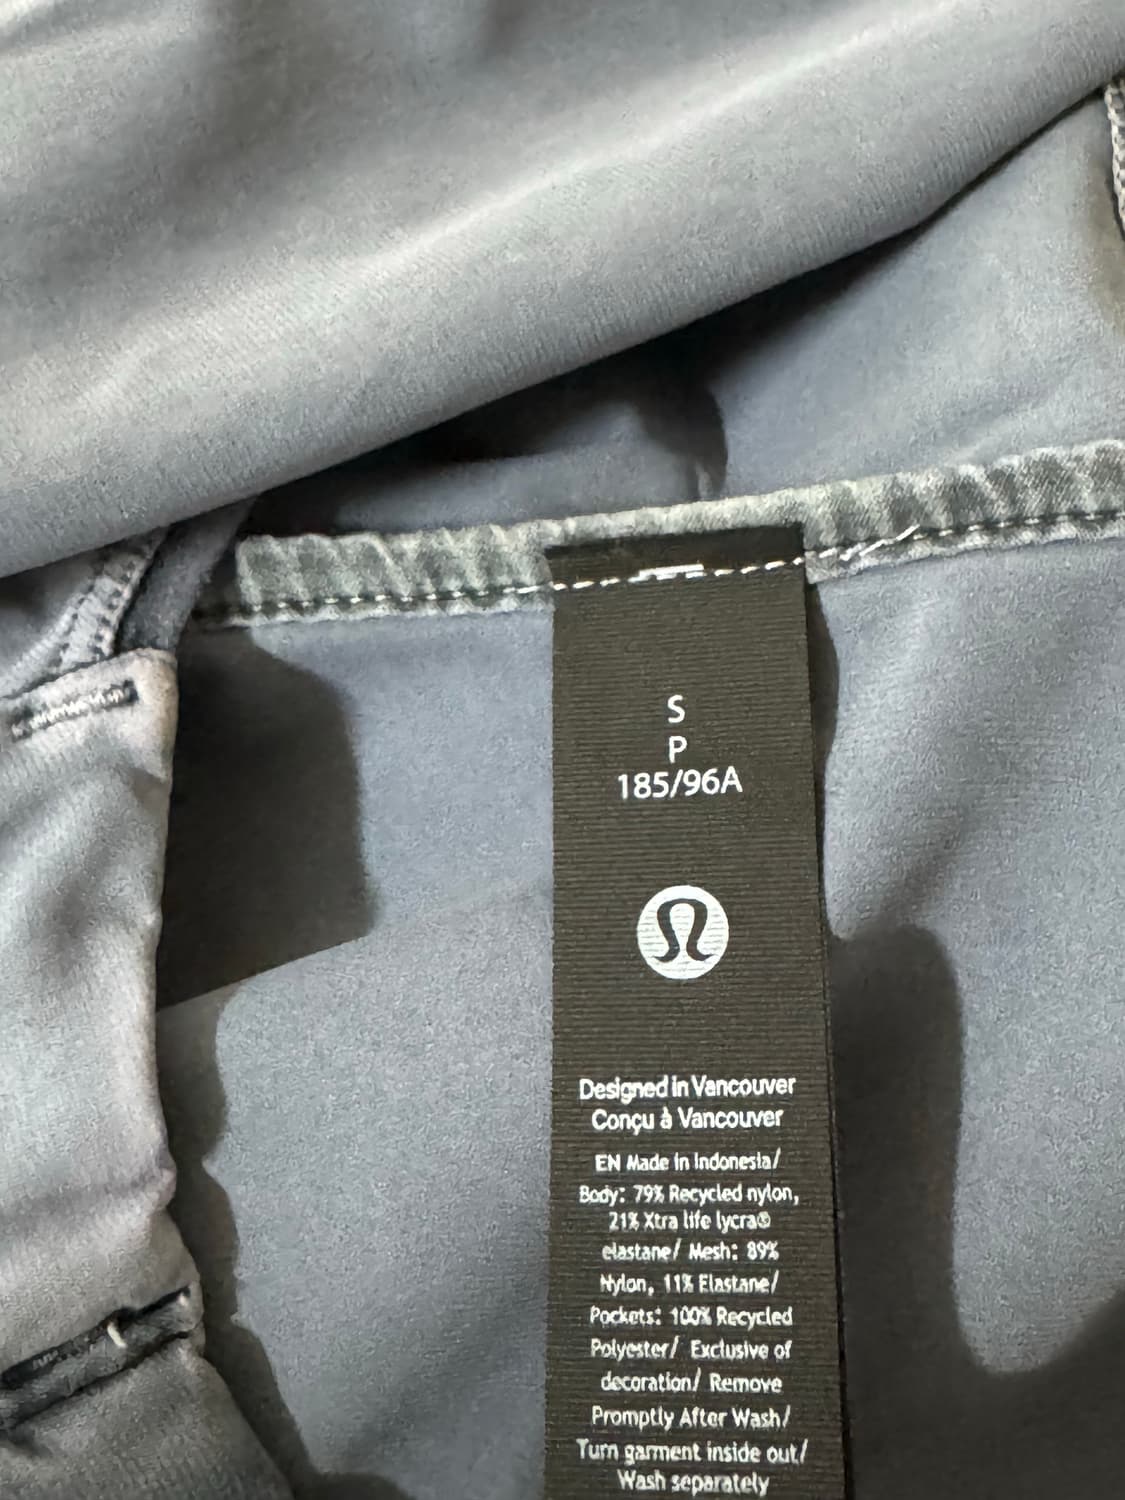 S
P
185/96A
Designed in Vancouver
Conçu à Vancouver
EN Made in Indonesia/
Body: 79% Recycled nylon,
21% Xtra life lycra®
elastane/ Mesh: 89%
Nylon, 11% Elastane/
Pockets: 100% Recycled
Polyester/ Exclusive of
decoration/ Remove
Promptly After Wash/
Turn garment inside out/
Wash separately